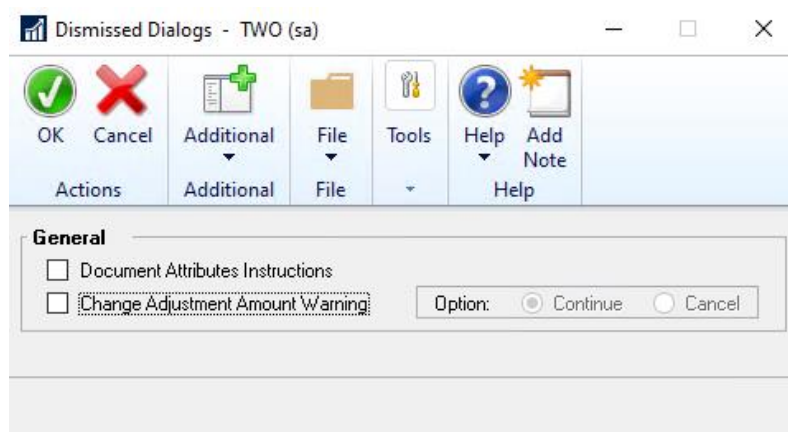 Dismissed Dialogs - TWO (sa)
OK Cancel Additional File Tools Help Add Note
Actions Additional File Help
General
Document Attributes Instructions
Change Adjustment Amount Warning Option: Continue Cancel